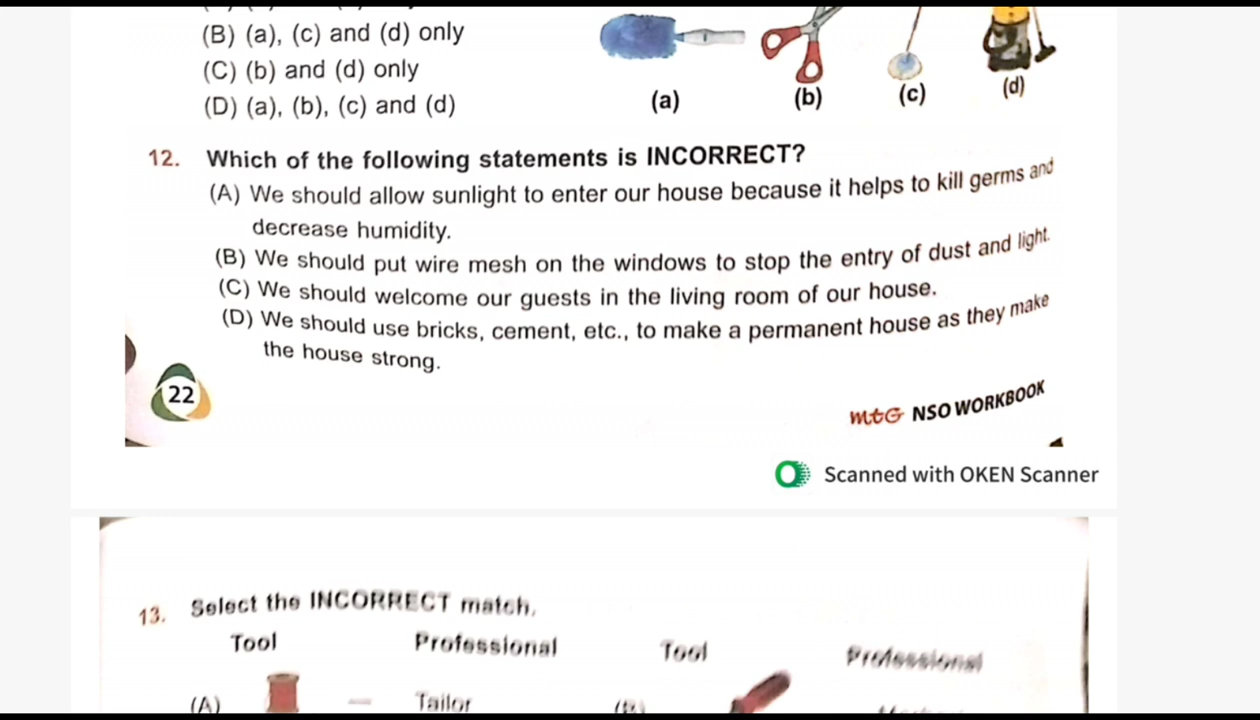 (B) (a), (c) and (d) only
(C) (b) and (d) only
(D) (a), (b), (c) and (d)
(a) (b) (c) (d)
12. Which of the following statements is INCORRECT?
(A) We should allow sunlight to enter our house because it helps to kill germs and
decrease humidity.
(B) We should put wire mesh on the windows to stop the entry of dust and light.
(C) We should welcome our guests in the living room of our house.
(D) We should use bricks, cement, etc., to make a permanent house as they make
the house strong.
22
mtG NSO WORKBOOK
Scanned with OKEN Scanner
13. Select the INCORRECT match.
Tool Professional Tool Professional
(A) – Tailor (B)